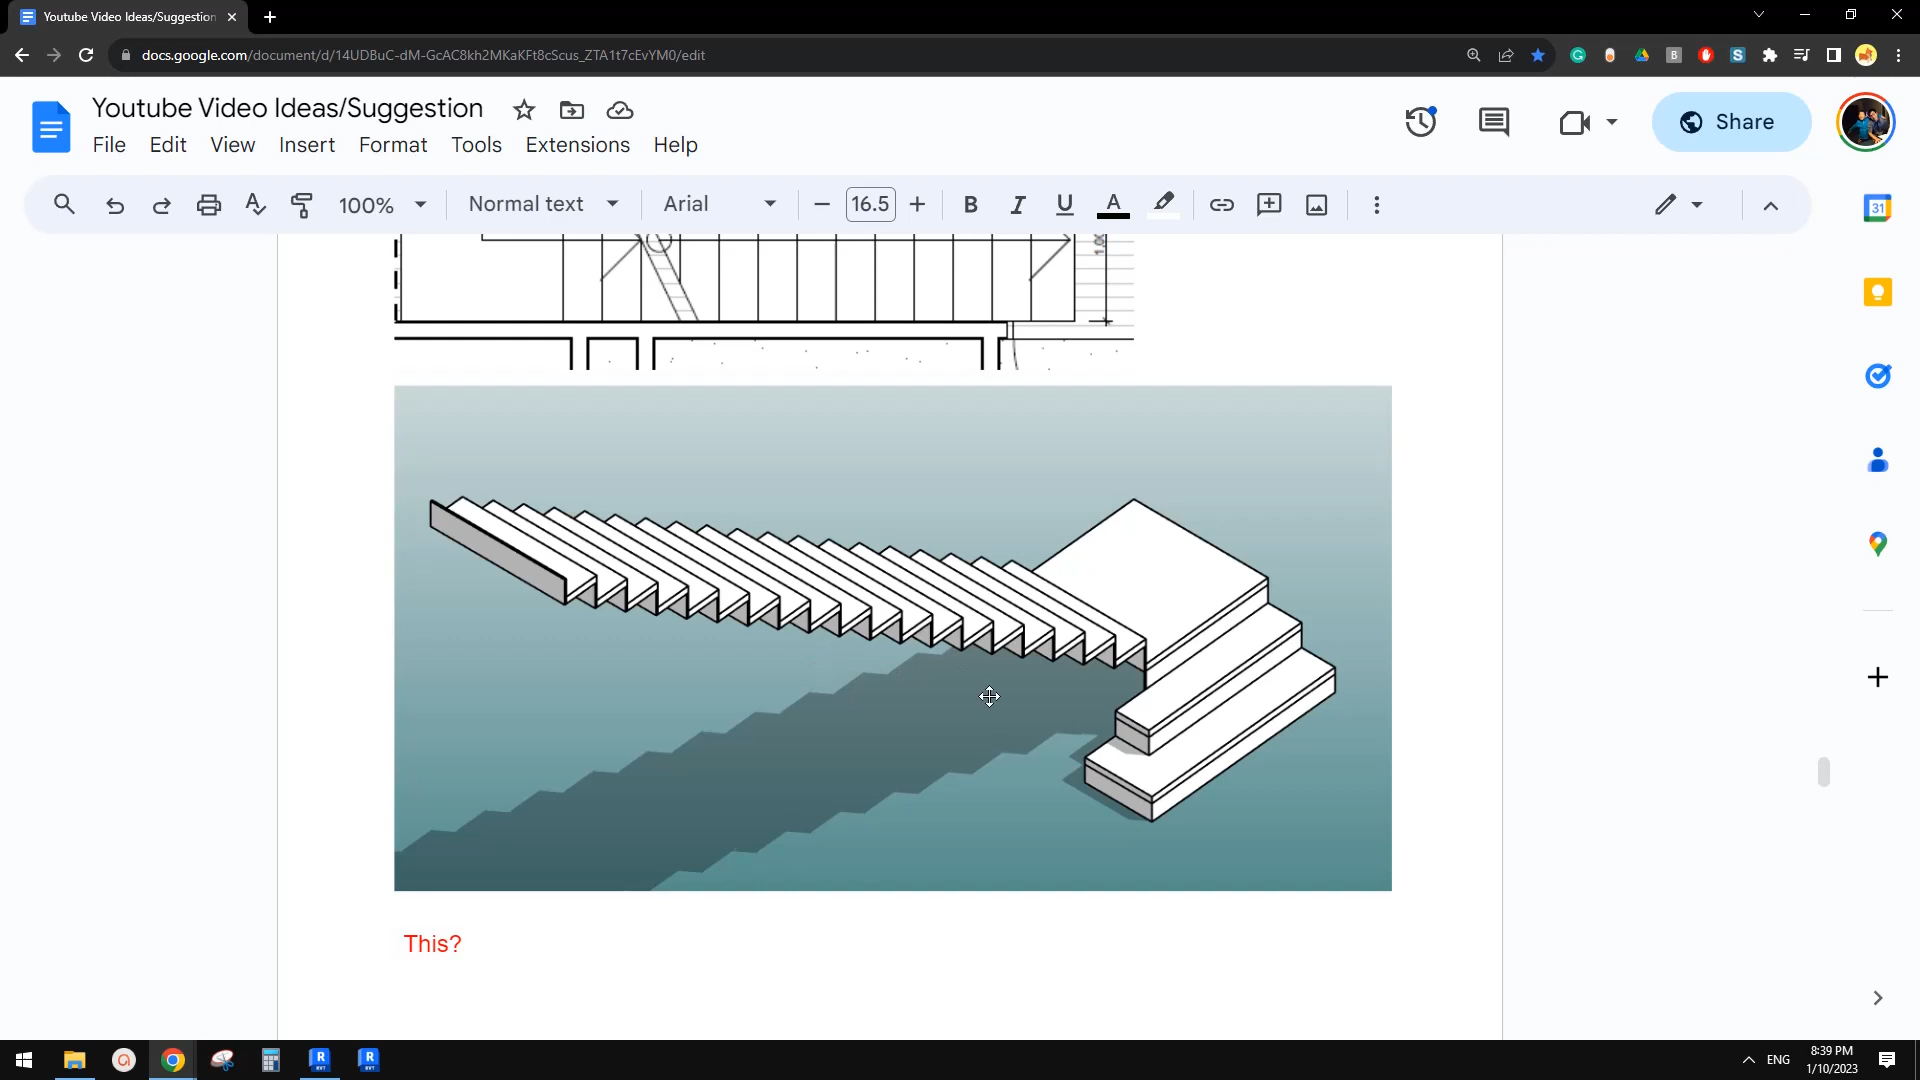 Youtube Video Ideas/Suggestion
docs.google.com/document/d/14UDBuC-dM-GcAC8kh2MKaKFt8cScus_ZTA1t7cEvYM0/edit
Youtube Video Ideas/Suggestion
Share
File Edit View Insert Format Tools Extensions Help
100% Normal text Arial 16.5 B I U A
31
This?
ENG
8:39 PM
1/10/2023